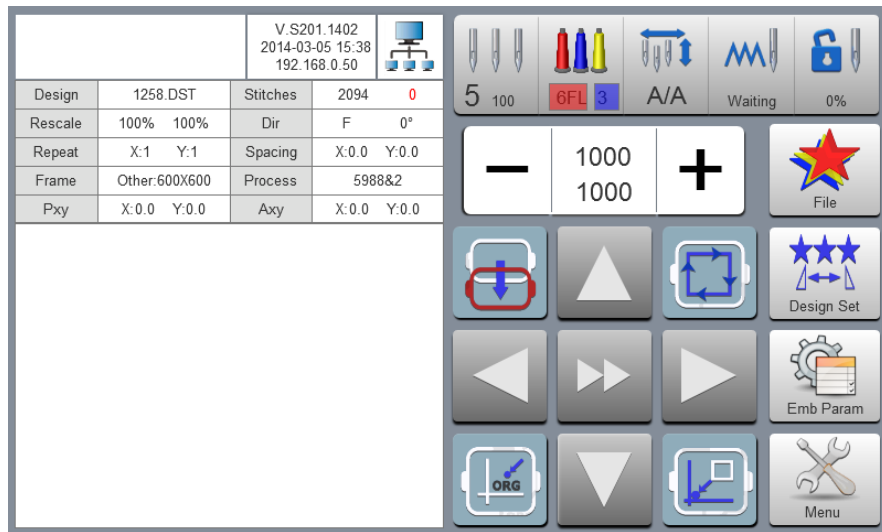 V.S201.1402
2014-03-05 15:38
192.168.0.50
Design 1258.DST Stitches 2094 0
Rescale 100% 100% Dir F 0°
Repeat X:1 Y:1 Spacing X:0.0 Y:0.0
Frame Other:600X600 Process 5988&2
Pxy X:0.0 Y:0.0 Axy X:0.0 Y:0.0
5 100 6FL 3 A/A Waiting 0%
1000
1000
File
Design Set
Emb Param
ORG
Menu